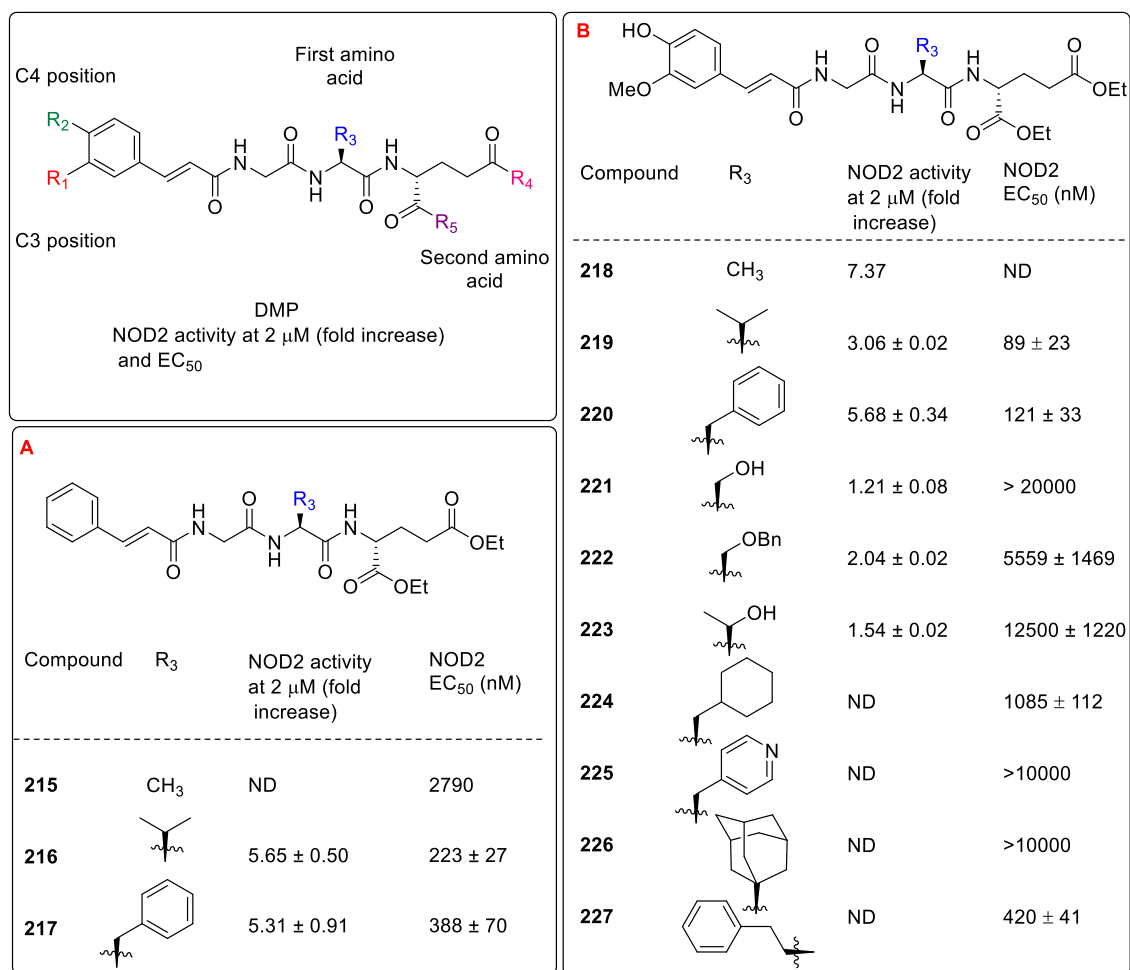 C4 position
First amino
acid
R2
R1
H
N
O
N
H
R3
O
H
N
O
O
R4
O
R5
C3 position
Second amino
acid
DMP
NOD2 activity at 2 μM (fold increase)
and EC50
A
H
N
O
O
N
H
R3
O
H
N
O
OEt
O
OEt
Compound R3 NOD2 activity NOD2
at 2 μM (fold EC50 (nM)
increase)
215 CH3 ND 2790
216 5.65 ± 0.50 223 ± 27
217 5.31 ± 0.91 388 ± 70
B
HO
MeO
O
H
N
O
N
H
R3
O
H
N
O
OEt
O
OEt
Compound R3 NOD2 activity NOD2
at 2 μM (fold EC50 (nM)
increase)
218 CH3 7.37 ND
219 3.06 ± 0.02 89 ± 23
220 5.68 ± 0.34 121 ± 33
221 OH 1.21 ± 0.08 > 20000
222 OBn 2.04 ± 0.02 5559 ± 1469
223 OH 1.54 ± 0.02 12500 ± 1220
224 ND 1085 ± 112
225 N ND >10000
226 ND >10000
227 ND 420 ± 41